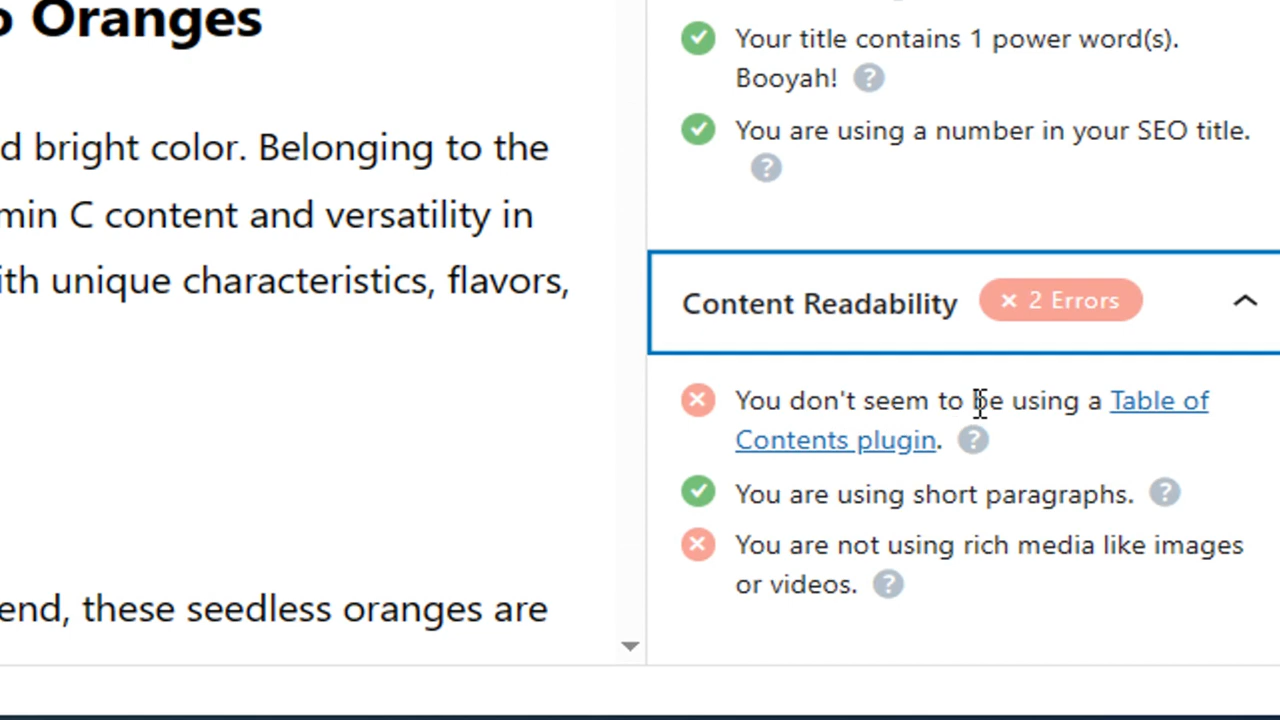 Oranges
d bright color. Belonging to the
min C content and versatility in
ith unique characteristics, flavors,
end, these seedless oranges are
Your title contains 1 power word(s).
Booyah! ?
You are using a number in your SEO title.
?
Content Readability × 2 Errors
You don't seem to be using a Table of
Contents plugin. ?
You are using short paragraphs. ?
You are not using rich media like images
or videos. ?